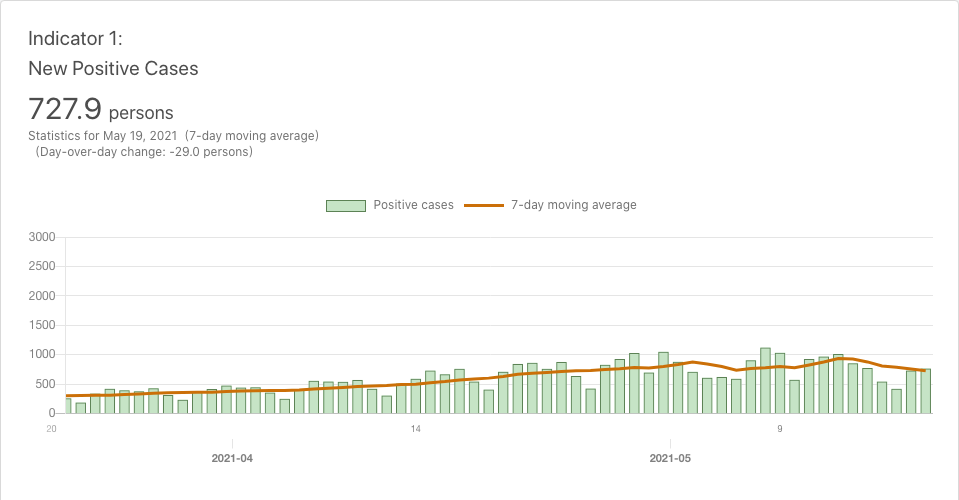 Indicator 1:
New Positive Cases
727.9 persons
Statistics for May 19, 2021 (7-day moving average)
(Day-over-day change: -29.0 persons)
Positive cases 7-day moving average
3000
2500
2000
1500
1000
500
0
20 14 9
2021-04 2021-05